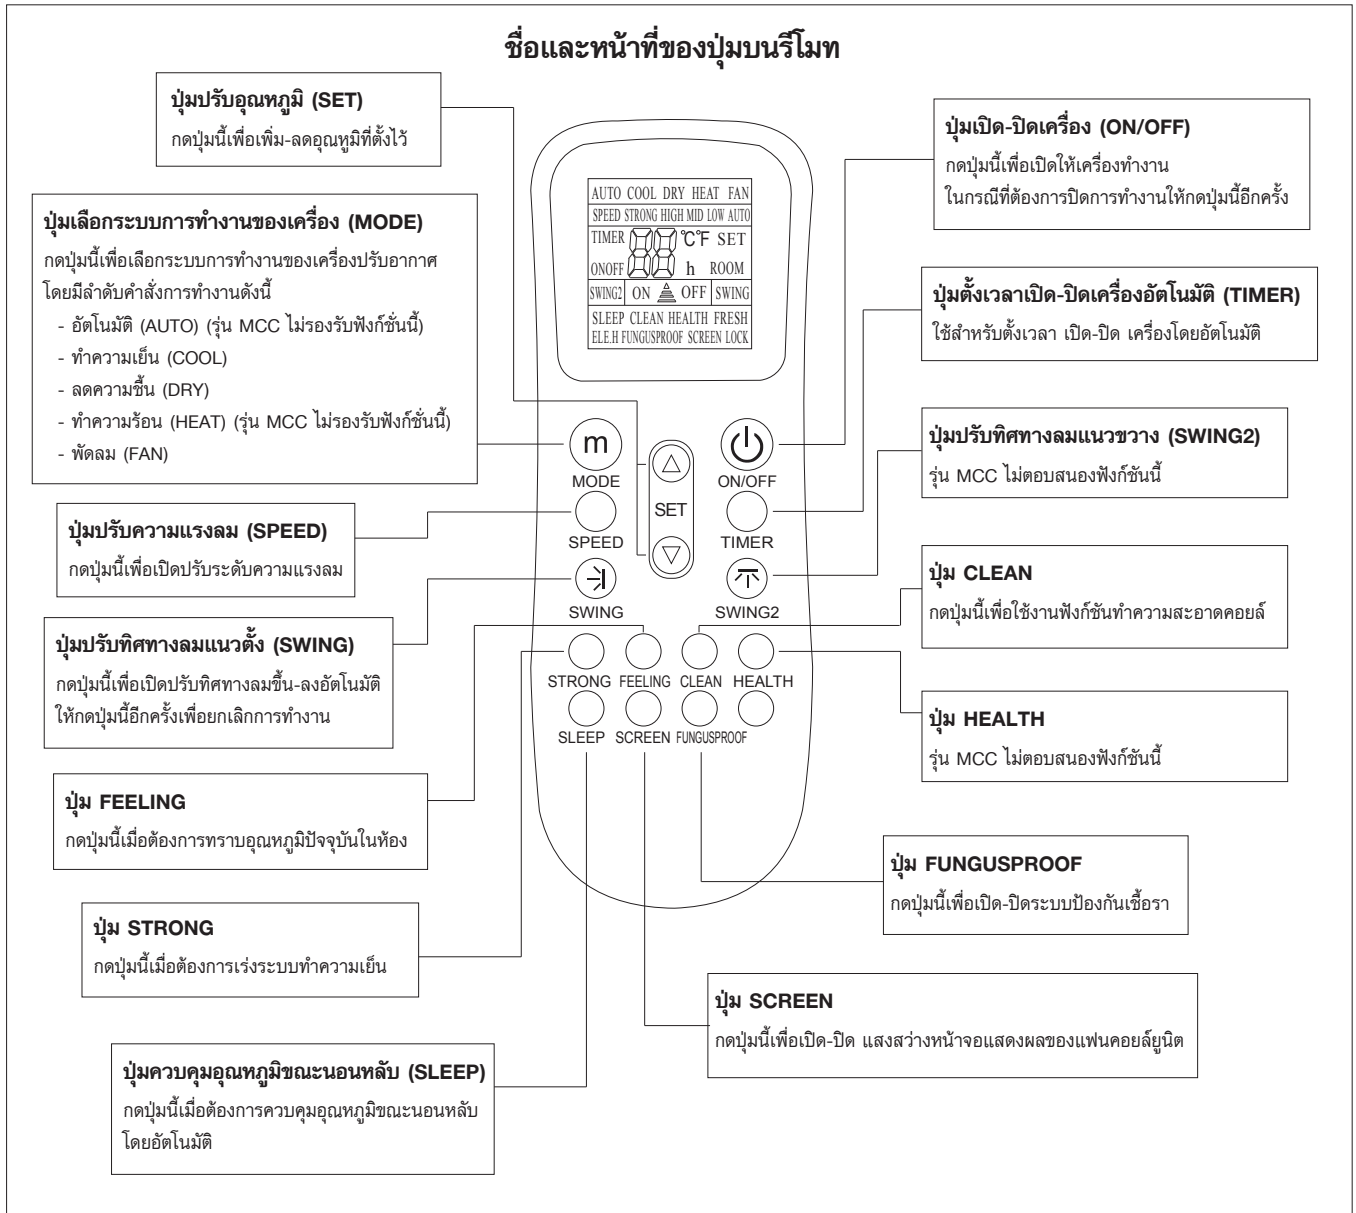 ชื่อและหน้าที่ของปุ่มบนรีโมท
ปุ่มปรับอุณหภูมิ (SET)
กดปุ่มนี้เพื่อเพิ่ม-ลดอุณหูมิที่ตั้งไว้
ปุ่มเลือกระบบการทำงานของเครื่อง (MODE)
กดปุ่มนี้เพื่อเลือกระบบการทำงานของเครื่องปรับอากาศ
โดยมีลำดับคำสั่งการทำงานดังนี้
- อัตโนมัติ (AUTO) (รุ่น MCC ไม่รองรับฟังก์ชั่นนี้)
- ทำความเย็น (COOL)
- ลดความชื้น (DRY)
- ทำความร้อน (HEAT) (รุ่น MCC ไม่รองรับฟังก์ชั่นนี้)
- พัดลม (FAN)
ปุ่มปรับความแรงลม (SPEED)
กดปุ่มนี้เพื่อเปิดปรับระดับความแรงลม
ปุ่มปรับทิศทางลมแนวตั้ง (SWING)
กดปุ่มนี้เพื่อเปิดปรับทิศทางลมขึ้น-ลงอัตโนมัติ
ให้กดปุ่มนี้อีกครั้งเพื่อยกเลิกการทำงาน
ปุ่ม FEELING
กดปุ่มนี้เมื่อต้องการทราบอุณหภูมิปัจจุบันในห้อง
ปุ่ม STRONG
กดปุ่มนี้เมื่อต้องการเร่งระบบทำความเย็น
ปุ่มควบคุมอุณหภูมิขณะนอนหลับ (SLEEP)
กดปุ่มนี้เมื่อต้องการควบคุมอุณหภูมิขณะนอนหลับ
โดยอัตโนมัติ
AUTO COOL DRY HEAT FAN
SPEED STRONG HIGH MID LOW AUTO
TIMER 88 °C°F SET
ONOFF h ROOM
SWING2 ON OFF SWING
SLEEP CLEAN HEALTH FRESH
ELE.H FUNGUSPROOF SCREEN LOCK
m
MODE ON/OFF
SET
SPEED TIMER
SWING SWING2
STRONG FEELING CLEAN HEALTH
SLEEP SCREEN FUNGUSPROOF
ปุ่มเปิด-ปิดเครื่อง (ON/OFF)
กดปุ่มนี้เพื่อเปิดให้เครื่องทำงาน
ในกรณีที่ต้องการปิดการทำงานให้กดปุ่มนี้อีกครั้ง
ปุ่มตั้งเวลาเปิด-ปิดเครื่องอัตโนมัติ (TIMER)
ใช้สำหรับตั้งเวลา เปิด-ปิด เครื่องโดยอัตโนมัติ
ปุ่มปรับทิศทางลมแนวขวาง (SWING2)
รุ่น MCC ไม่ตอบสนองฟังก์ชันนี้
ปุ่ม CLEAN
กดปุ่มนี้เพื่อใช้งานฟังก์ชันทำความสะอาดคอยล์
ปุ่ม HEALTH
รุ่น MCC ไม่ตอบสนองฟังก์ชันนี้
ปุ่ม FUNGUSPROOF
กดปุ่มนี้เพื่อเปิด-ปิดระบบป้องกันเชื้อรา
ปุ่ม SCREEN
กดปุ่มนี้เพื่อเปิด-ปิด แสงสว่างหน้าจอแสดงผลของแฟนคอยล์ยูนิต